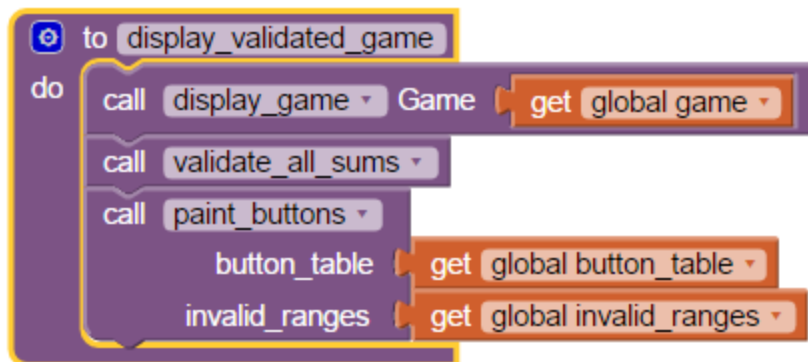 to display_validated_game
do
call display_game Game get global game
call validate_all_sums
call paint_buttons
button_table get global button_table
invalid_ranges get global invalid_ranges